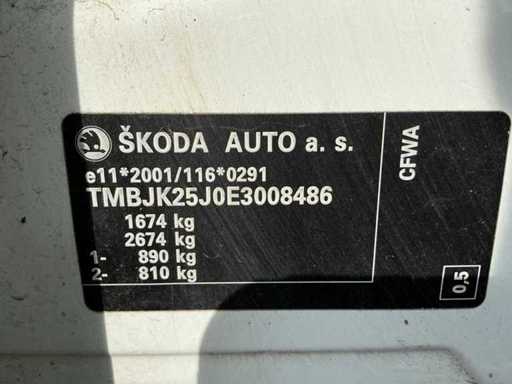 ŠKODA AUTO a. s.
e11*2001/116*0291
TMBJK25J0E3008486
1674 kg
2674 kg
1- 890 kg
2- 810 kg
CFWA
0,5